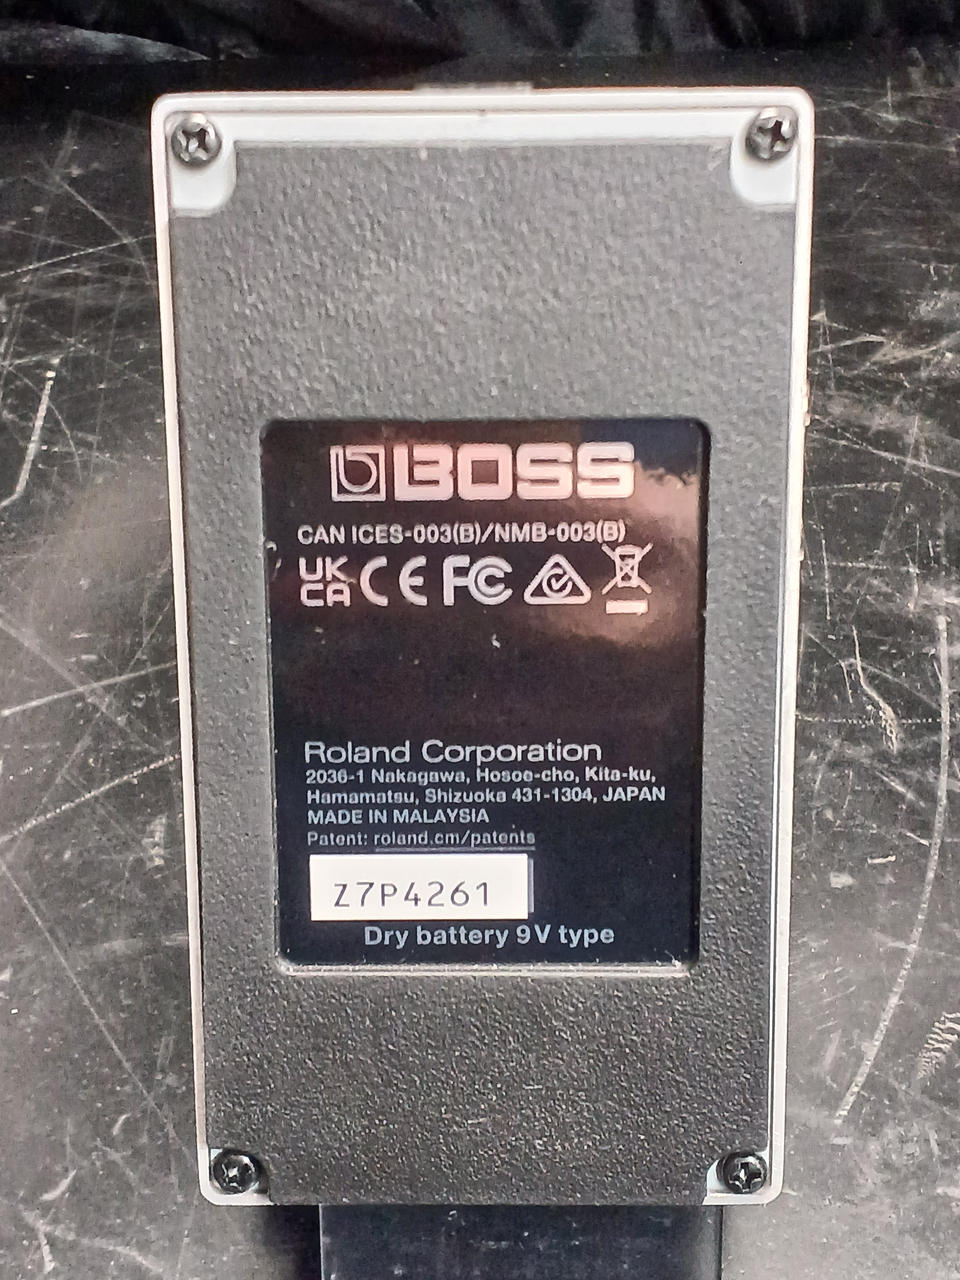 BOSS
CAN ICES-003(B)/NMB-003(B)
UK CA CE FC
Roland Corporation
2036-1 Nakagawa, Hosoe-cho, Kita-ku,
Hamamatsu, Shizuoka 431-1304, JAPAN
MADE IN MALAYSIA
Patent: roland.cm/patents
Z7P4261
Dry battery 9V type